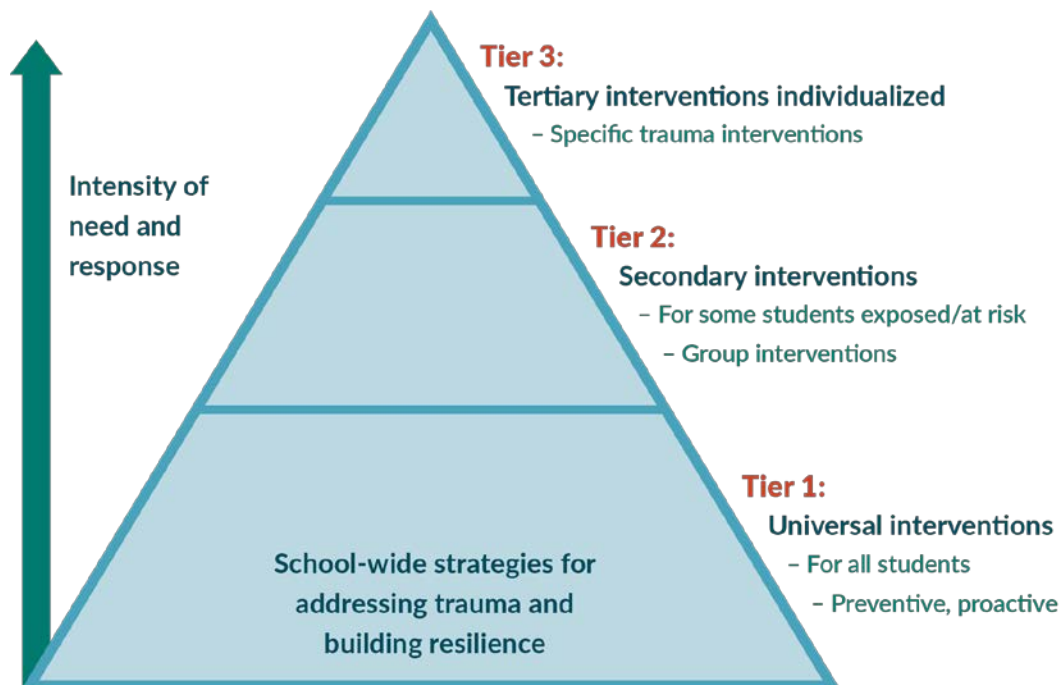 Tier 3:
Tertiary interventions individualized
– Specific trauma interventions
Intensity of
need and
response
Tier 2:
Secondary interventions
– For some students exposed/at risk
– Group interventions
Tier 1:
Universal interventions
– For all students
– Preventive, proactive
School-wide strategies for
addressing trauma and
building resilience